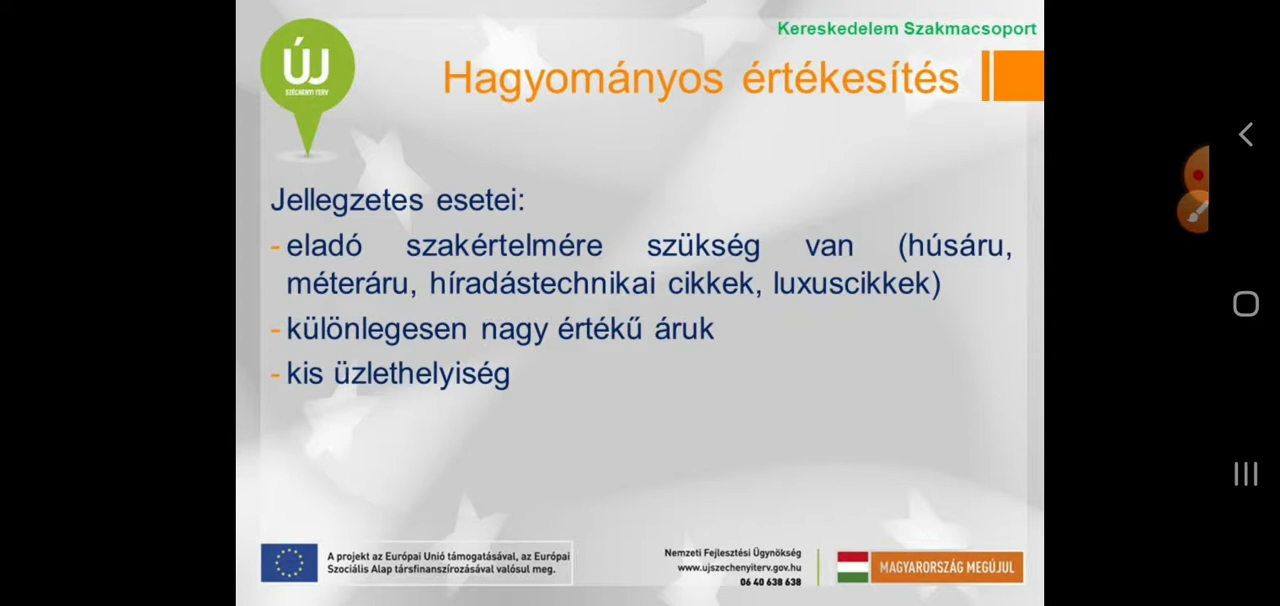 Kereskedelem Szakmacsoport
ÚJ
SZÉCHENYI TERV
Hagyományos értékesítés
Jellegzetes esetei:
- eladó szakértelmére szükség van (húsáru,
méteráru, híradástechnikai cikkek, luxuscikkek)
- különlegesen nagy értékű áruk
- kis üzlethelyiség
A projekt az Európai Unió támogatásával, az Európai
Szociális Alap társfinanszírozásával valósul meg.
Nemzeti Fejlesztési Ügynökség
www.ujszechenyiterv.gov.hu
06 40 638 638
MAGYARORSZÁG MEGÚJUL